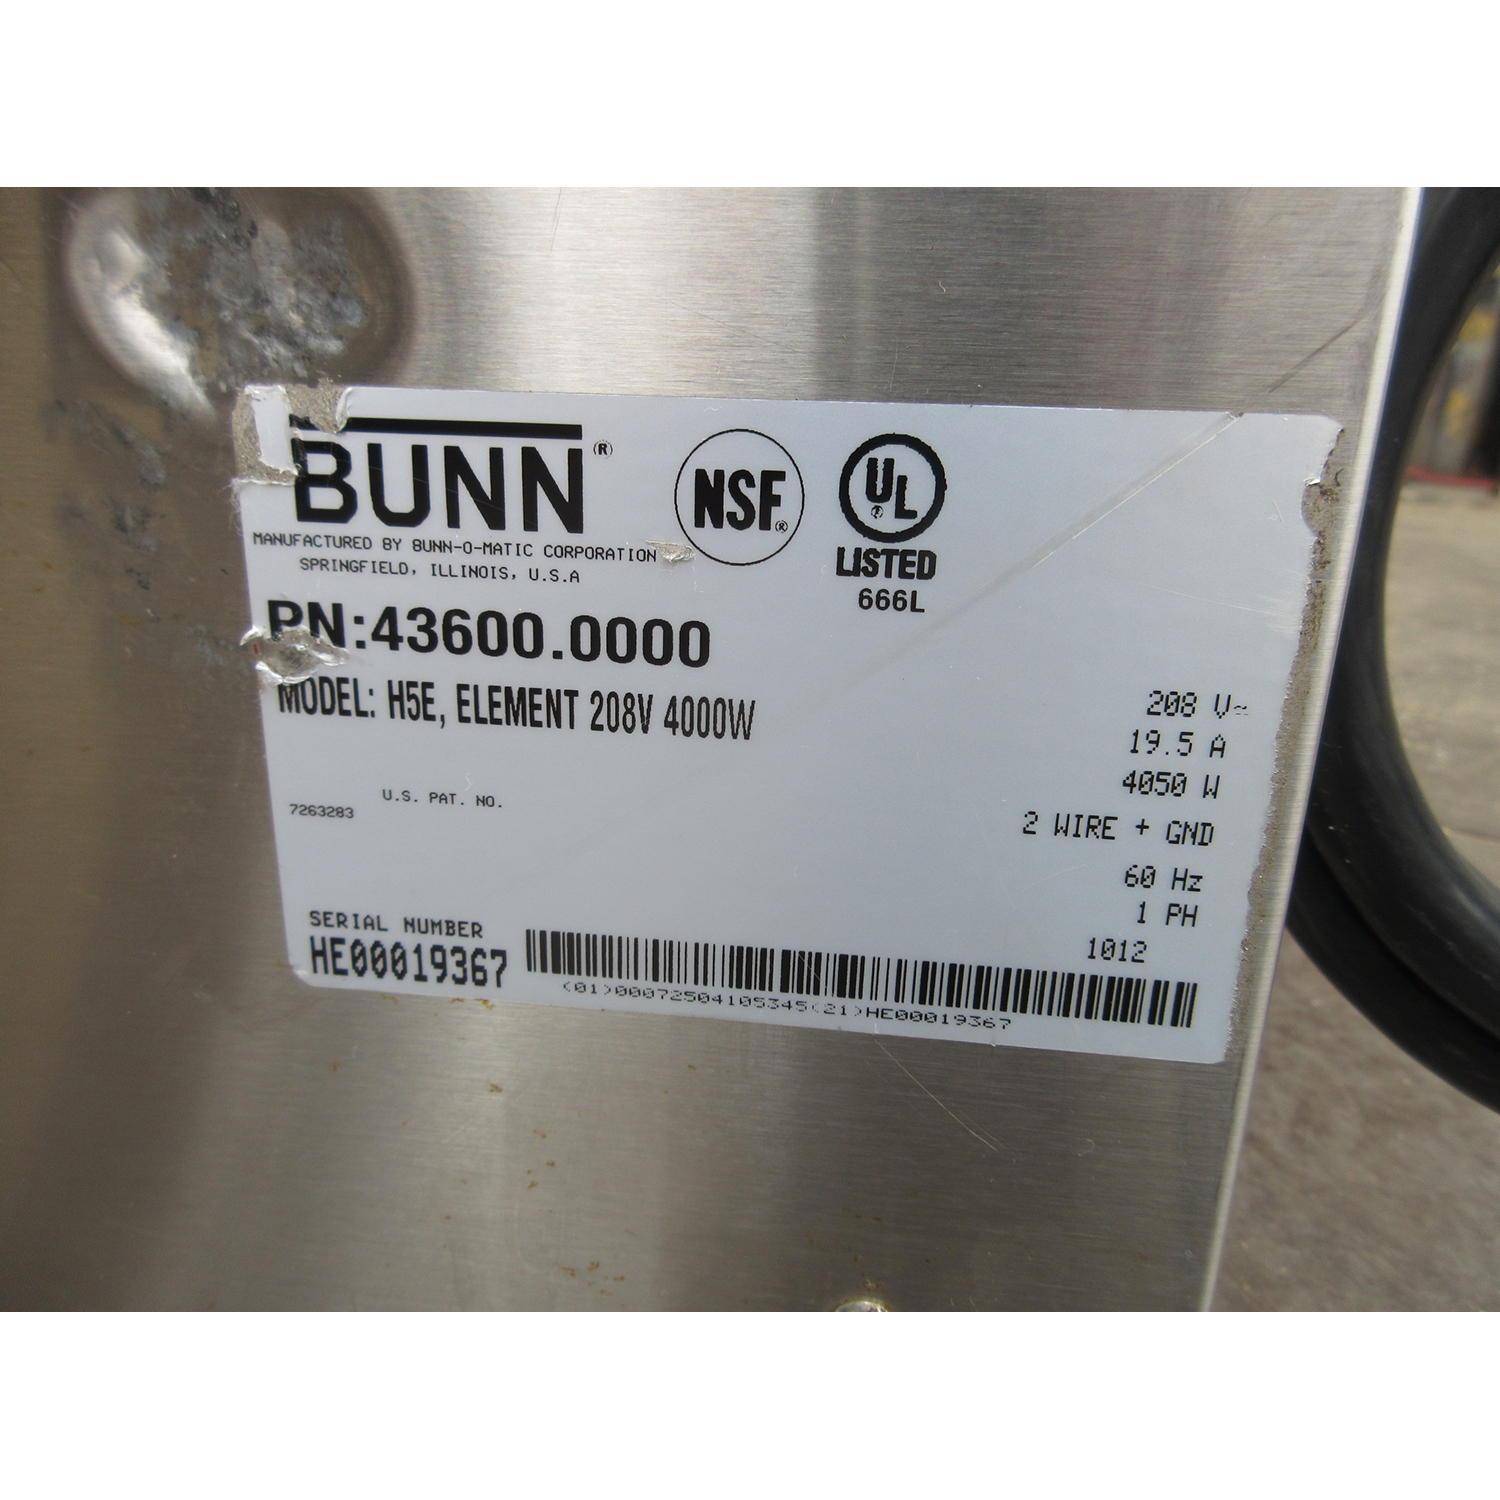 BUNN®
MANUFACTURED BY BUNN-O-MATIC CORPORATION
SPRINGFIELD, ILLINOIS, U.S.A
NSF®
UL®
LISTED
666L
PN:43600.0000
MODEL: H5E, ELEMENT 208V 4000W
208 V~
19.5 A
4050 W
2 WIRE + GND
60 Hz
1 PH
1012
U.S. PAT. NO.
7263283
SERIAL NUMBER
HE00019367
(01)00072504105345(21)HE00019367